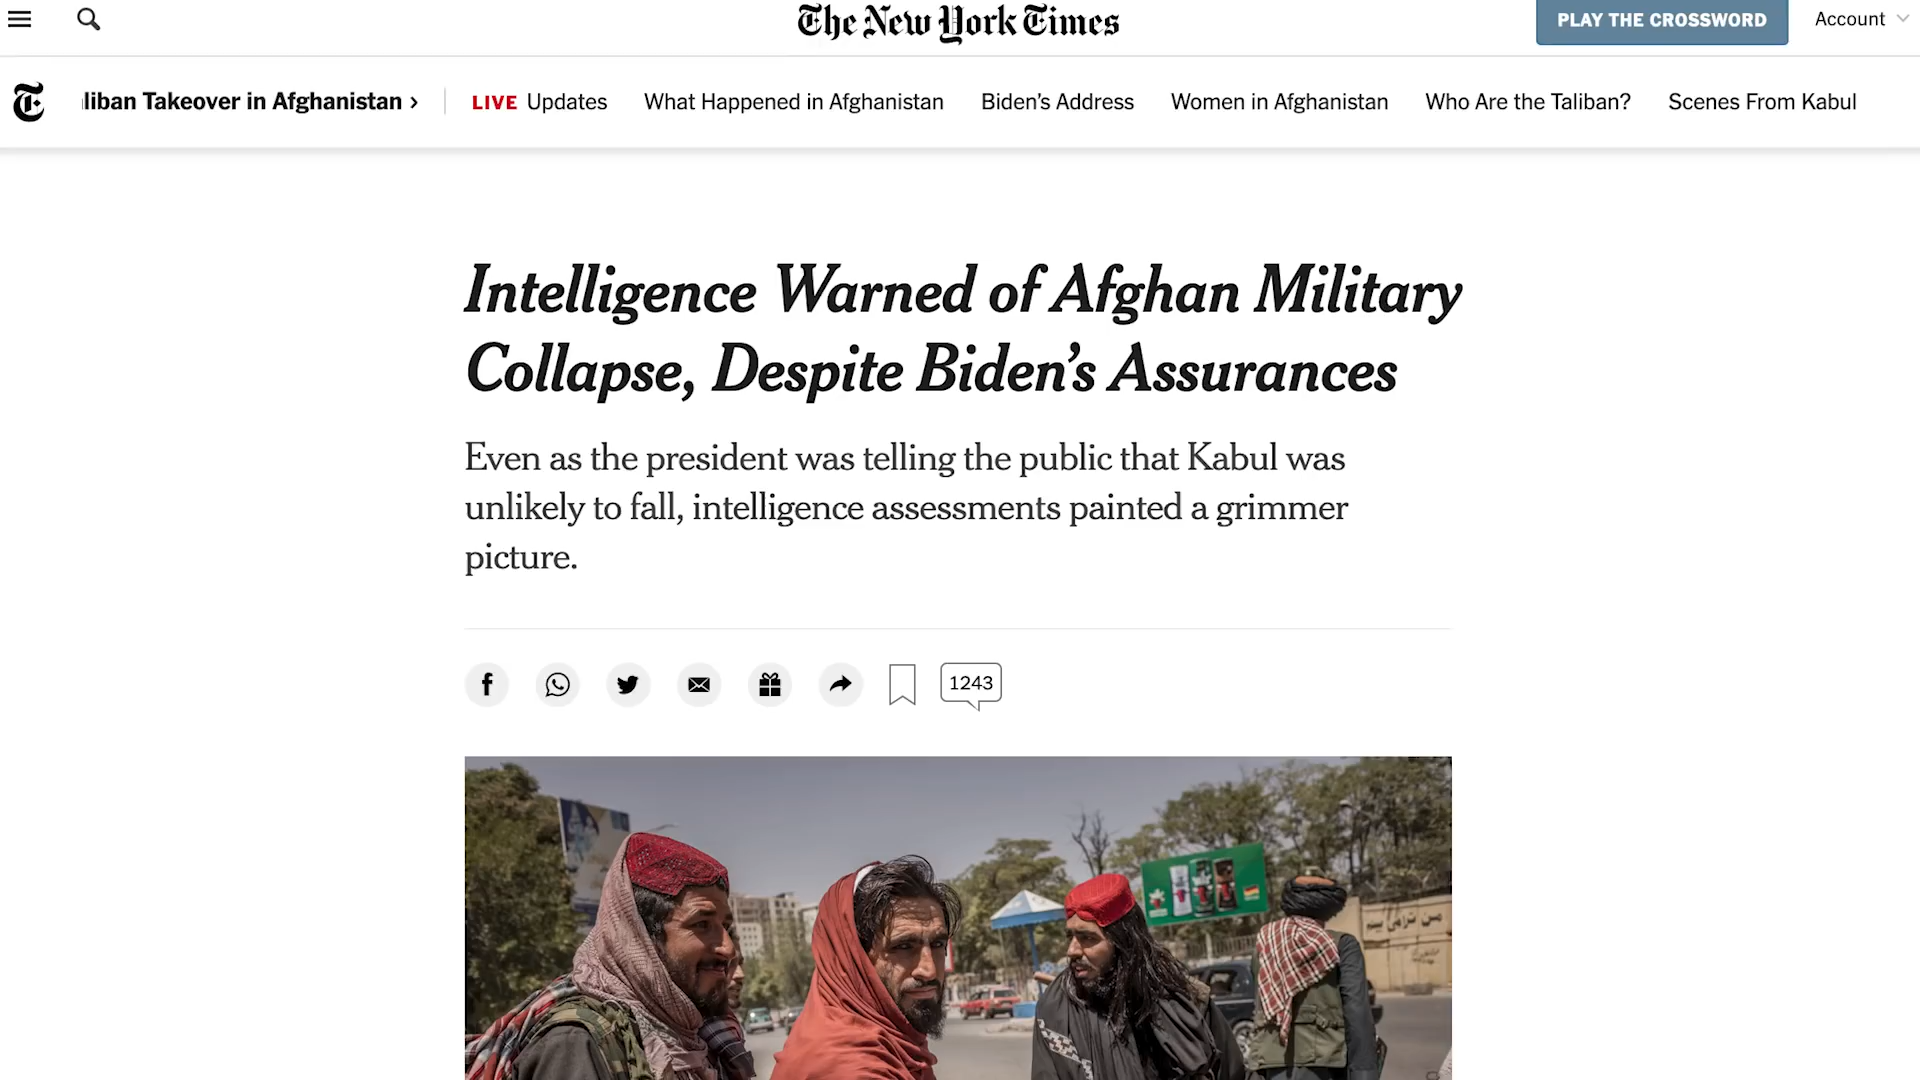 The New York Times
PLAY THE CROSSWORD
Account
liban Takeover in Afghanistan ›
LIVE Updates
What Happened in Afghanistan
Biden’s Address
Women in Afghanistan
Who Are the Taliban?
Scenes From Kabul
Intelligence Warned of Afghan Military
Collapse, Despite Biden’s Assurances
Even as the president was telling the public that Kabul was
unlikely to fall, intelligence assessments painted a grimmer
picture.
1243